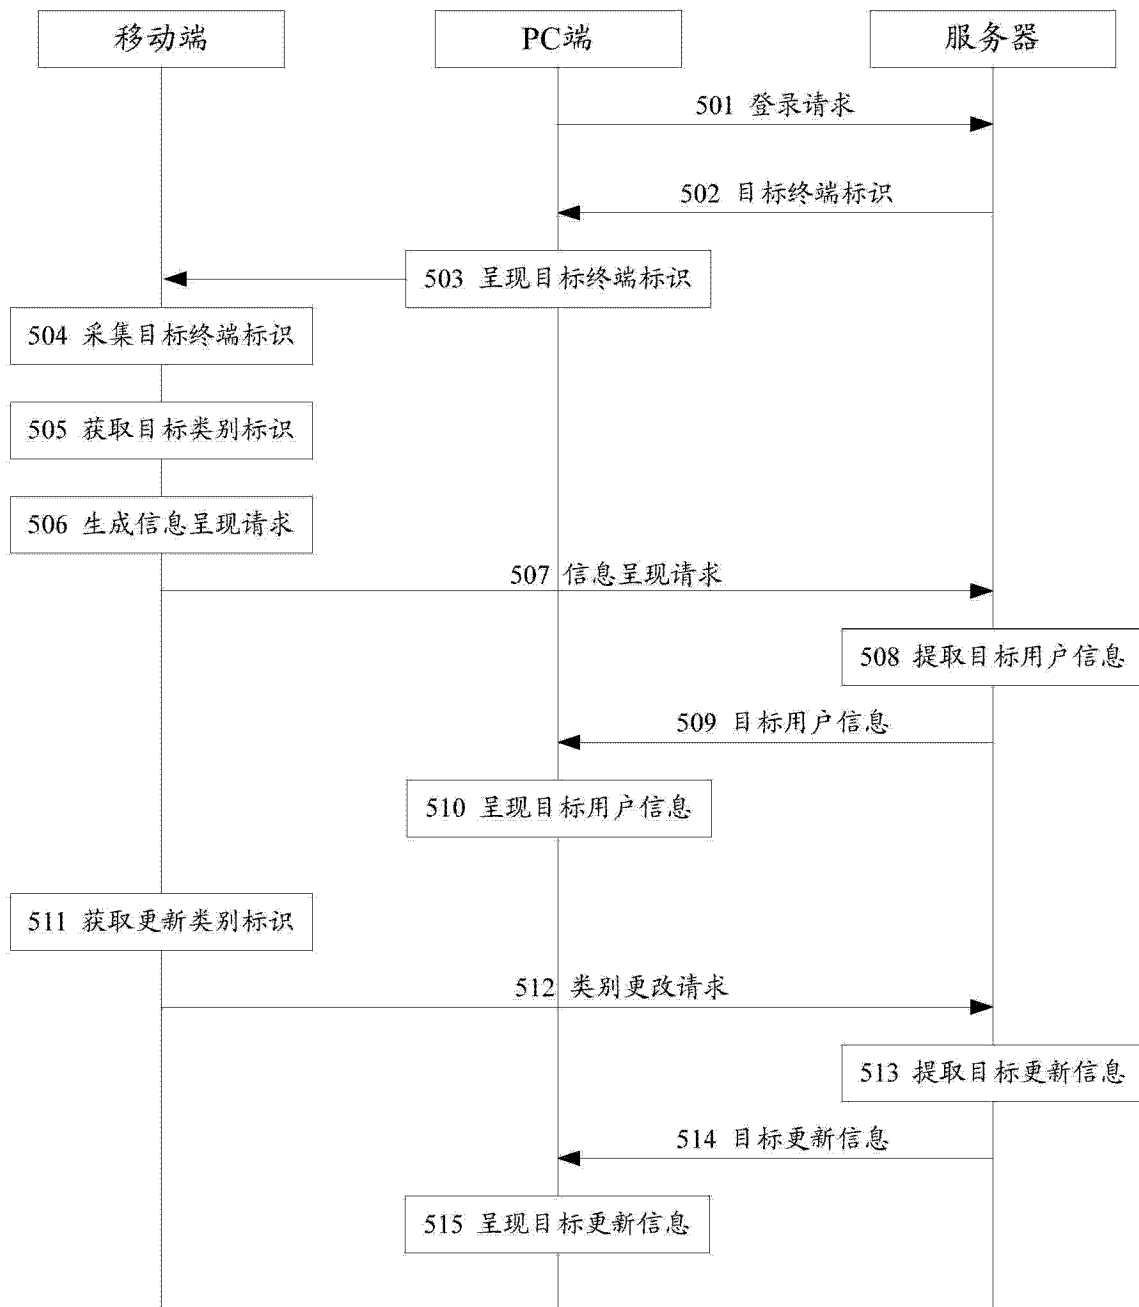 移动端
PC端
服务器
501 登录请求
502 目标终端标识
503 呈现目标终端标识
504 采集目标终端标识
505 获取目标类别标识
506 生成信息呈现请求
507 信息呈现请求
508 提取目标用户信息
509 目标用户信息
510 呈现目标用户信息
511 获取更新类别标识
512 类别更改请求
513 提取目标更新信息
514 目标更新信息
515 呈现目标更新信息